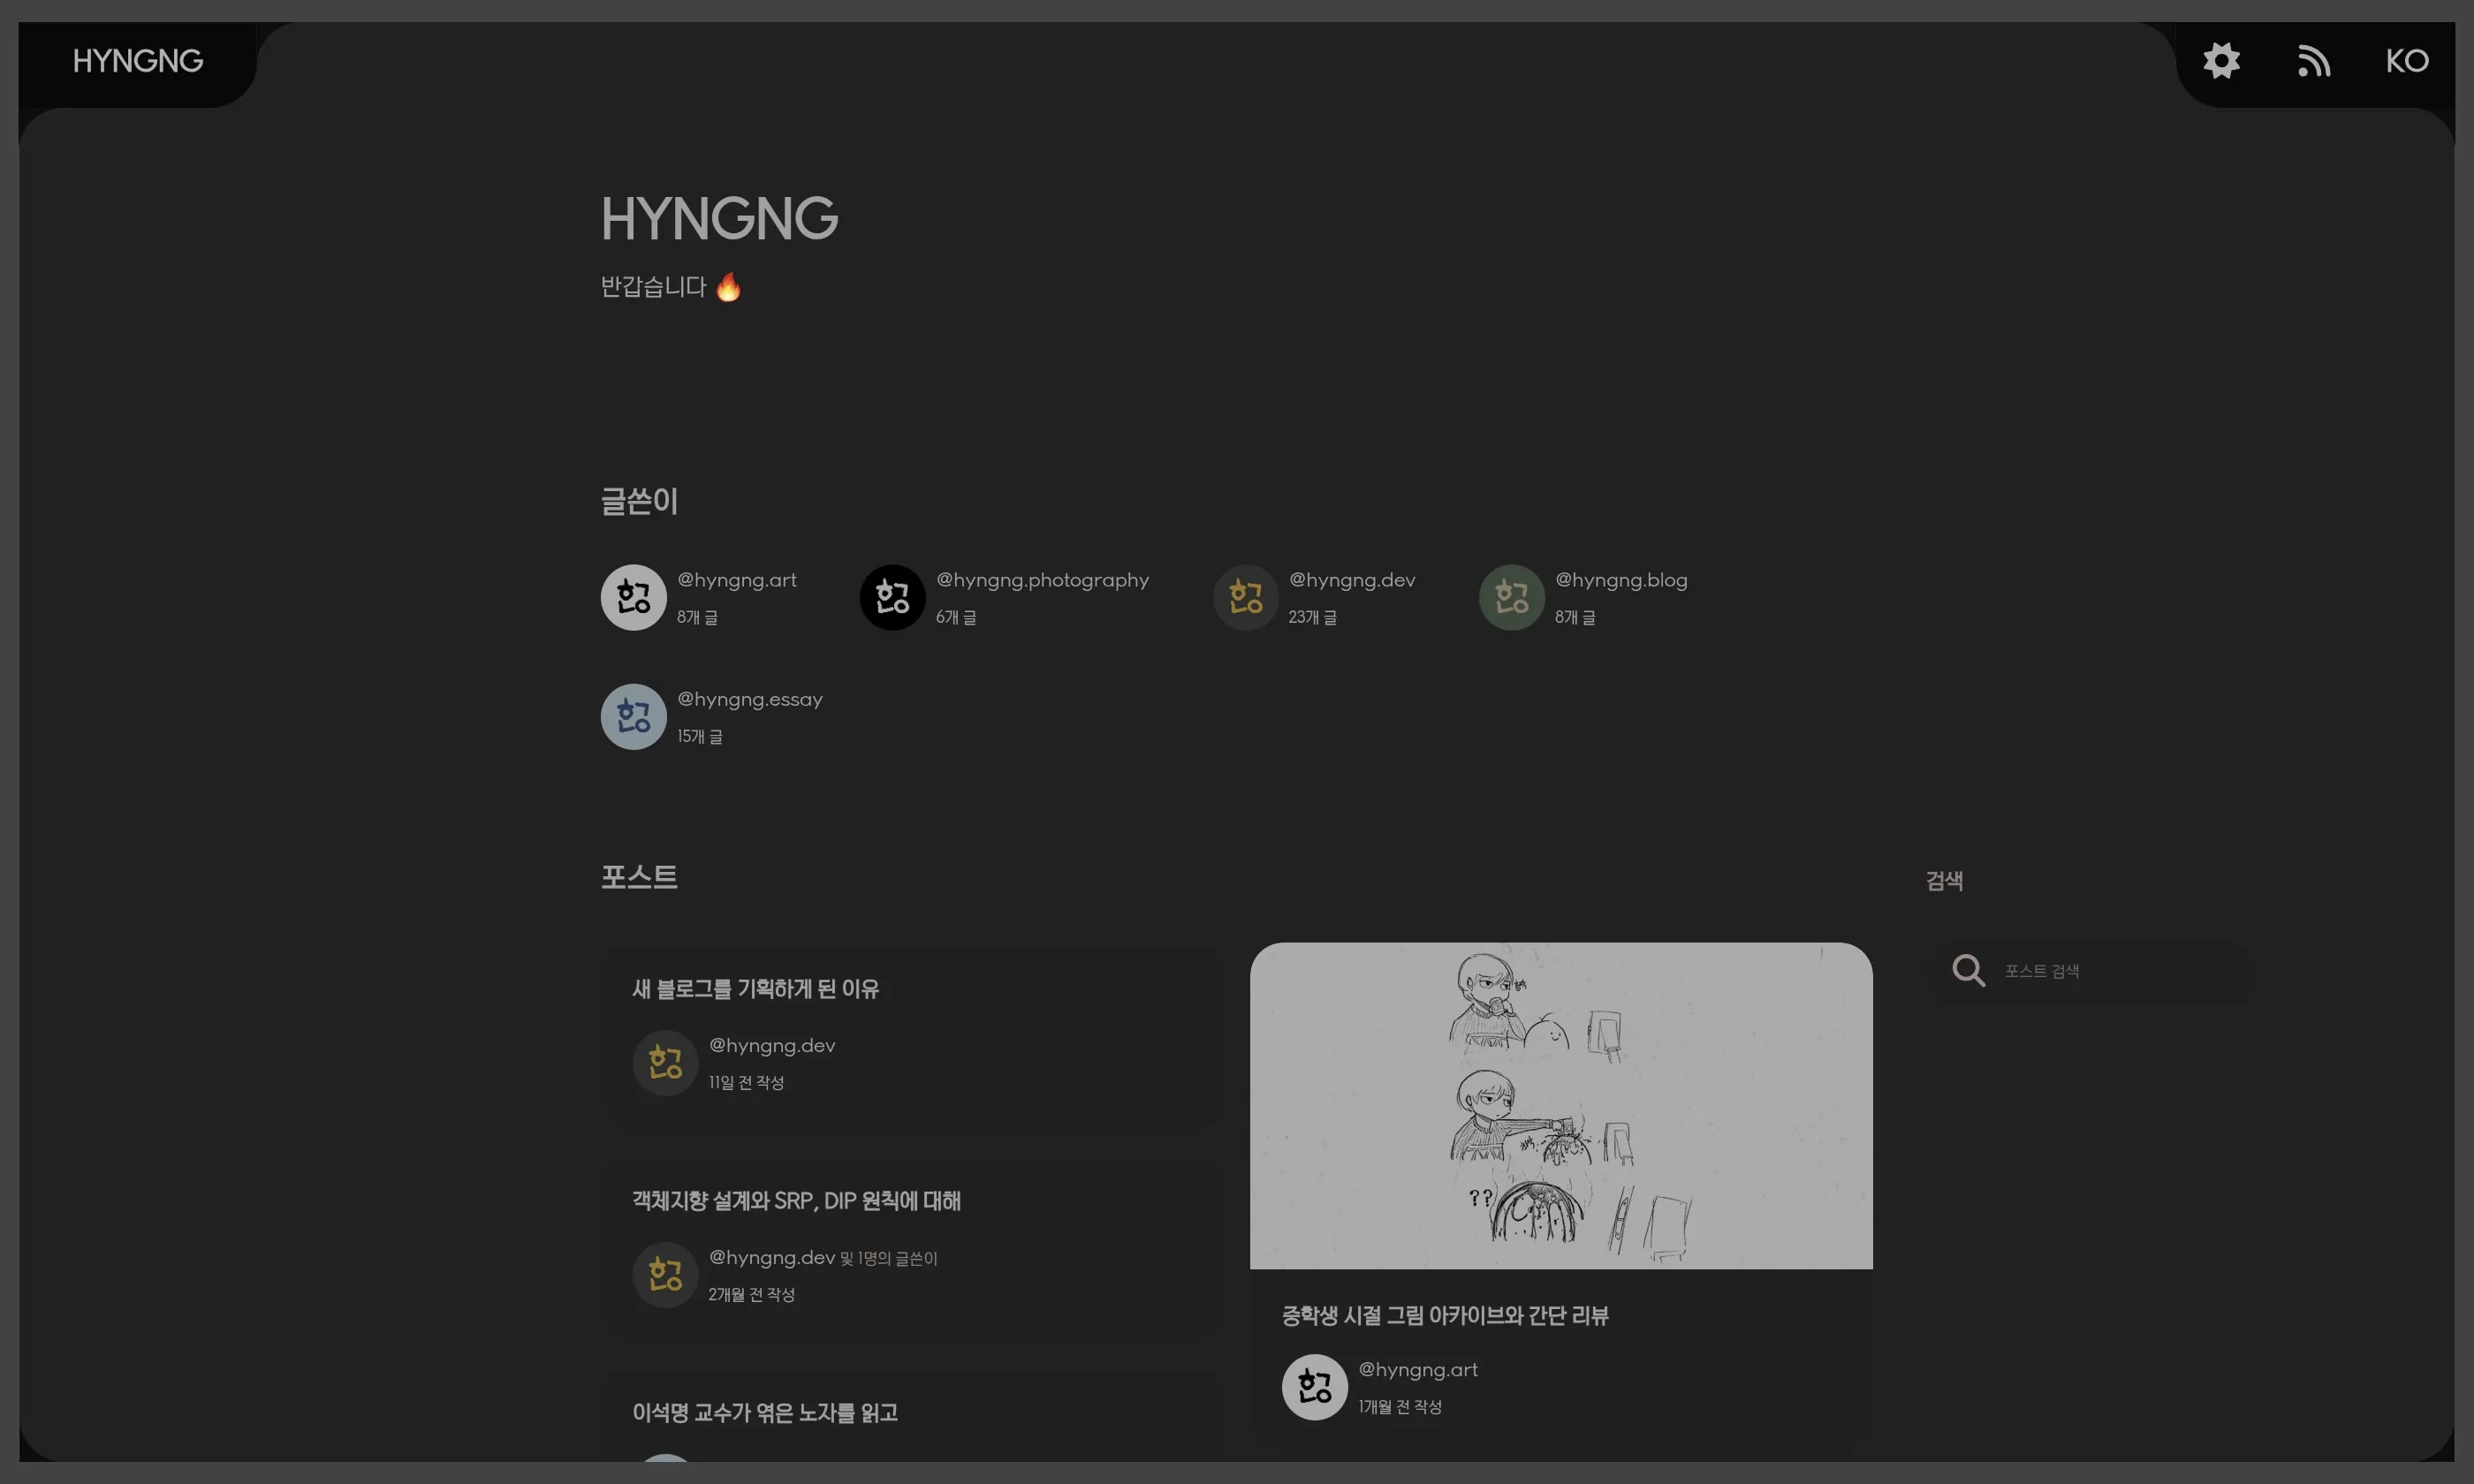 HYNGNG
KO
HYNGNG
반갑습니다 🔥
글쓴이
@hyngng.art
8개 글
@hyngng.photography
6개 글
@hyngng.dev
23개 글
@hyngng.blog
8개 글
@hyngng.essay
15개 글
포스트
검색
포스트 검색
새 블로그를 기획하게 된 이유
@hyngng.dev
11일 전 작성
객체지향 설계와 SRP, DIP 원칙에 대해
@hyngng.dev 및 1명의 글쓴이
2개월 전 작성
이석명 교수가 엮은 노자를 읽고
??
중학생 시절 그림 아카이브와 간단 리뷰
@hyngng.art
1개월 전 작성